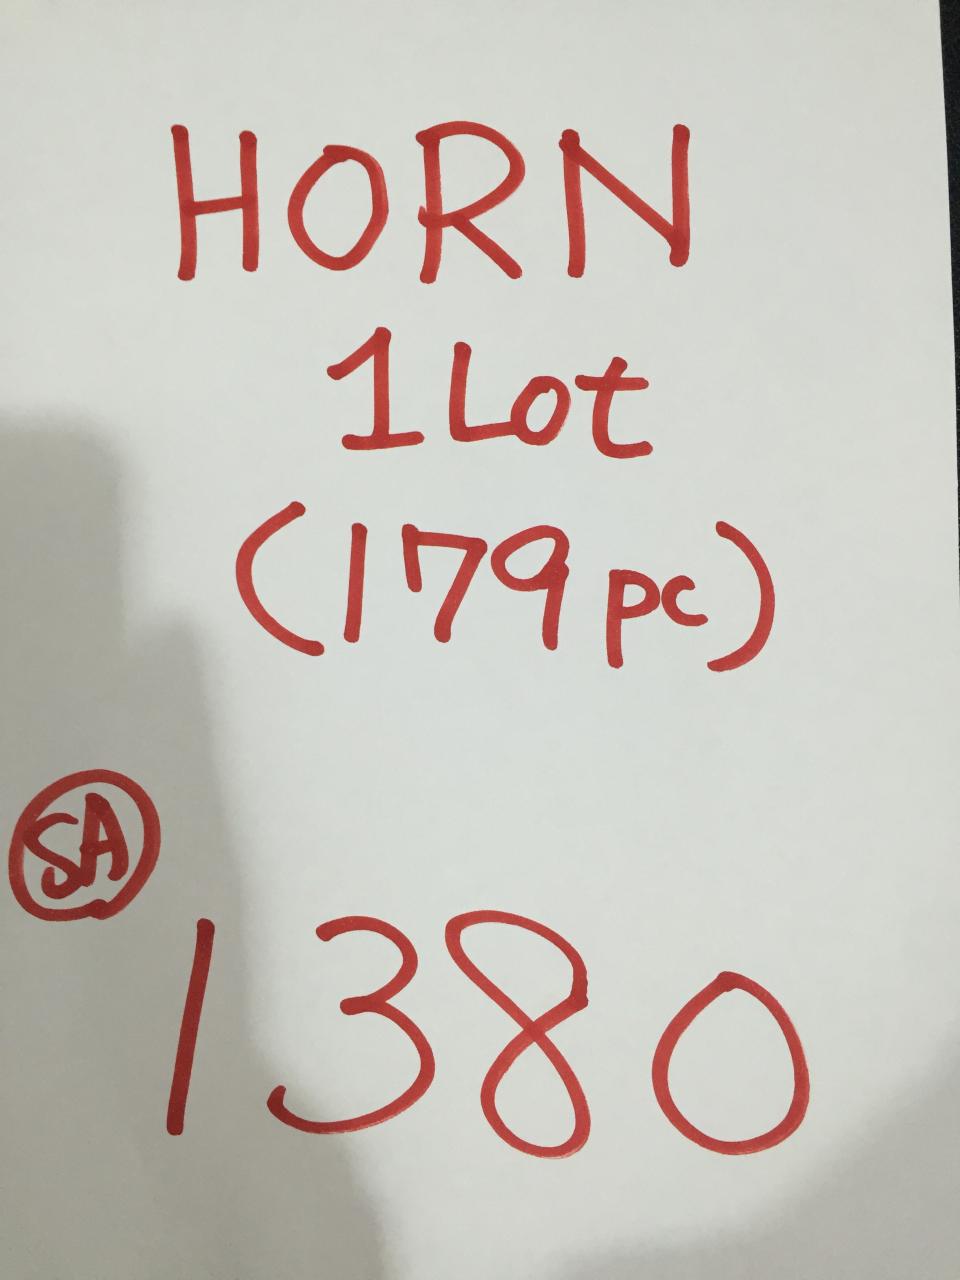 HORN
1 Lot
(179 pc)
SA
1380